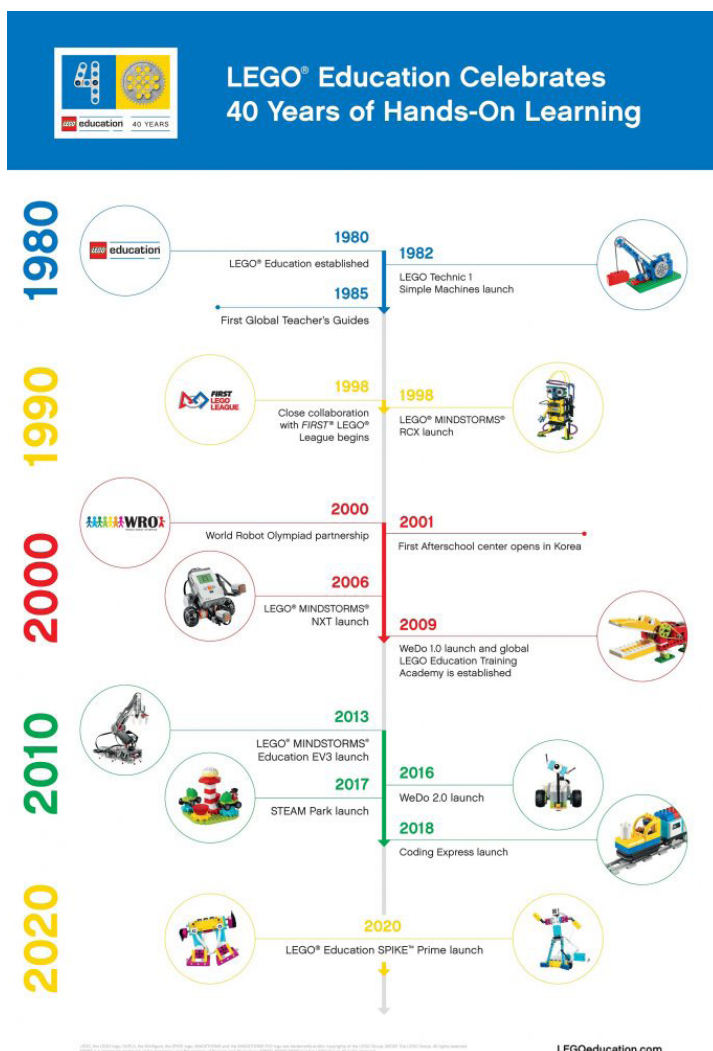 LEGO® Education Celebrates
40 Years of Hands-On Learning
LEGO education 40 YEARS
1980
LEGO education
1980
LEGO® Education established
1982
LEGO Technic 1
Simple Machines launch
1985
First Global Teacher's Guides
1990
FIRST
LEGO
LEAGUE
1998
Close collaboration
with FIRST® LEGO®
League begins
1998
LEGO® MINDSTORMS®
RCX launch
2000
WRO
2000
World Robot Olympiad partnership
2001
First Afterschool center opens in Korea
2006
LEGO® MINDSTORMS®
NXT launch
2009
WeDo 1.0 launch and global
LEGO Education Training
Academy is established
2010
2013
LEGO® MINDSTORMS®
Education EV3 launch
2016
WeDo 2.0 launch
2017
STEAM Park launch
2018
Coding Express launch
2020
2020
LEGO® Education SPIKE™ Prime launch
LEGOeducation.com